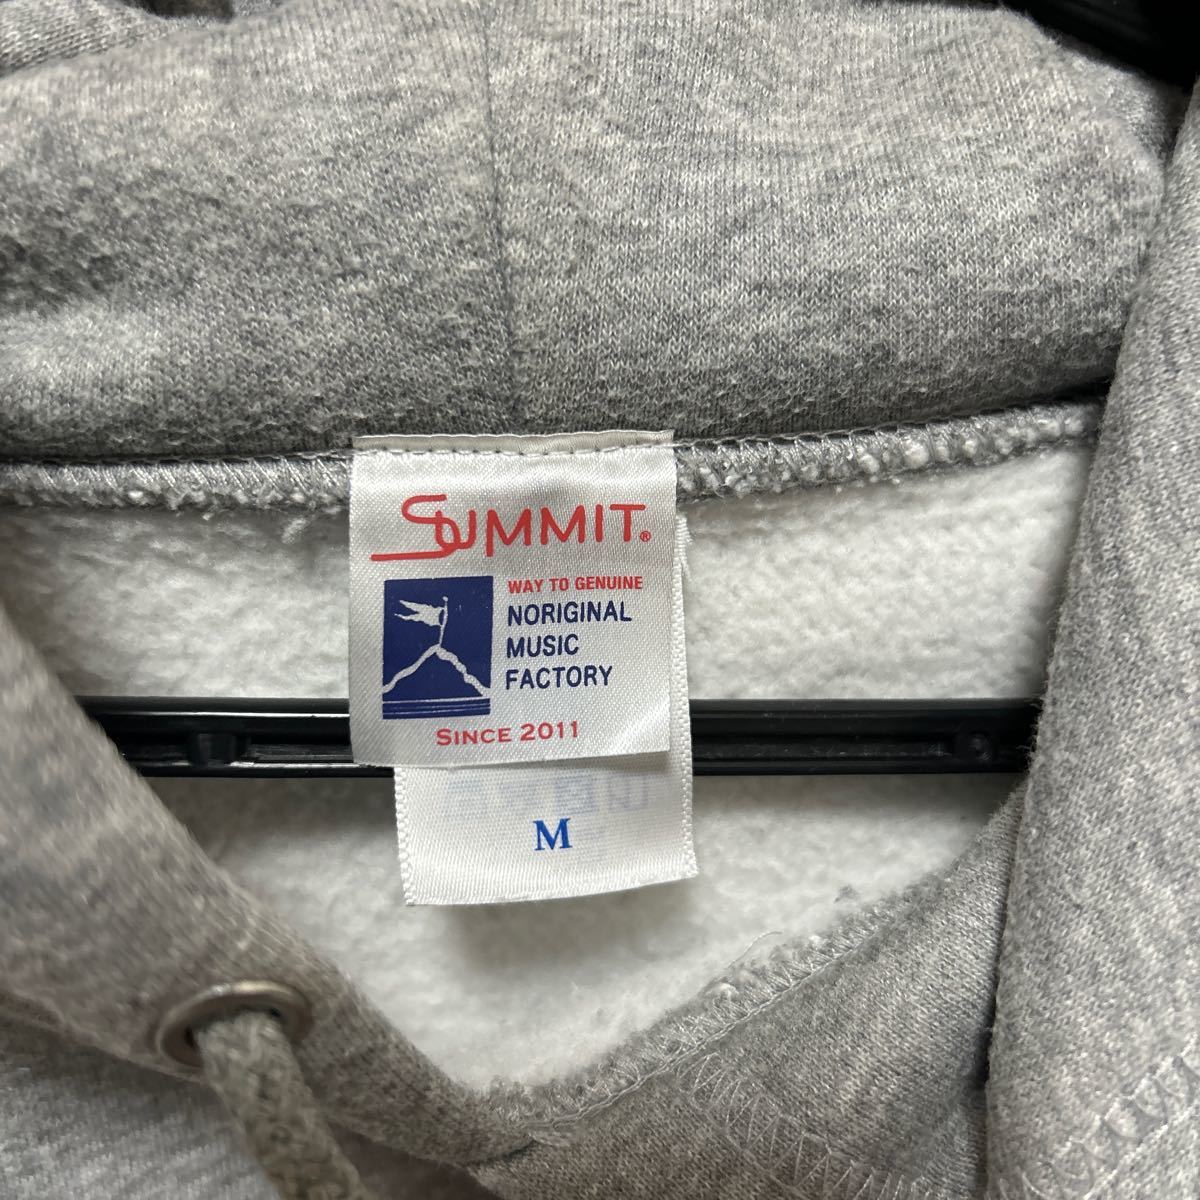 SUMMIT®
WAY TO GENUINE
NORIGINAL
MUSIC
FACTORY
SINCE 2011
M